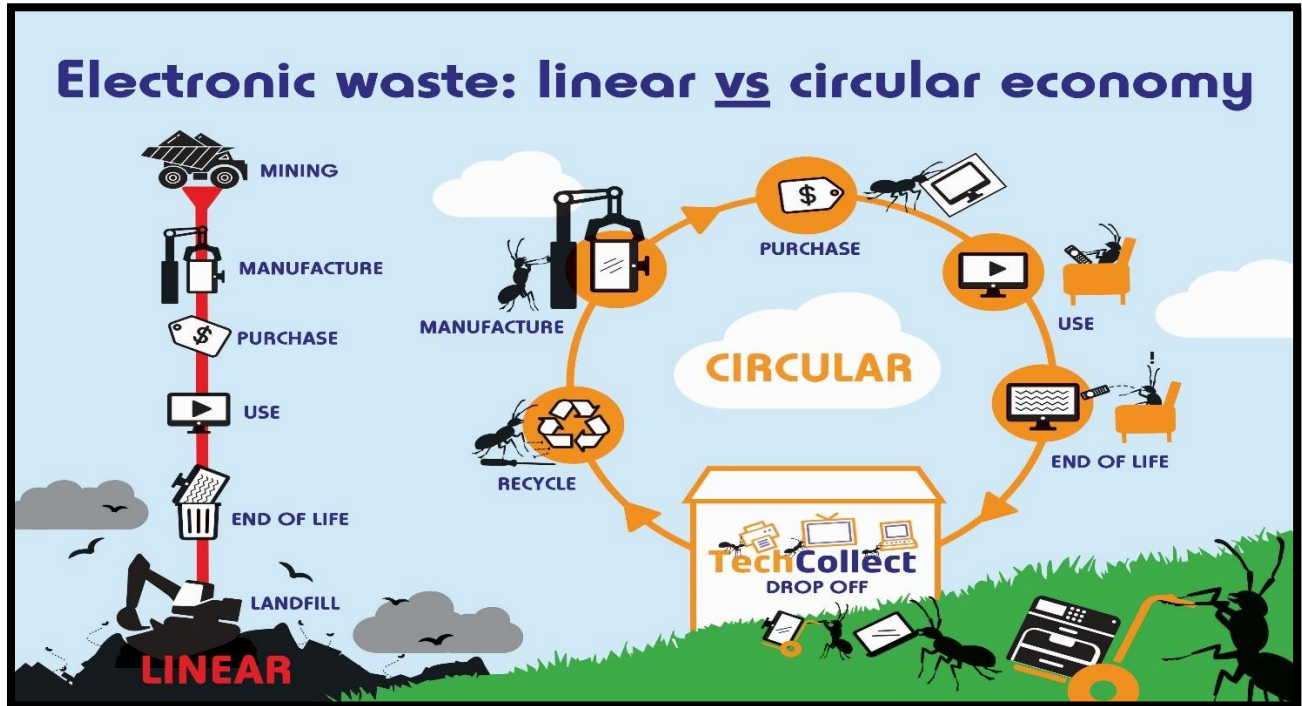 Electronic waste: linear vs circular economy
MINING
MANUFACTURE
$
PURCHASE
USE
END OF LIFE
LANDFILL
LINEAR
$
PURCHASE
MANUFACTURE
USE
CIRCULAR
!
END OF LIFE
RECYCLE
TechCollect
DROP OFF